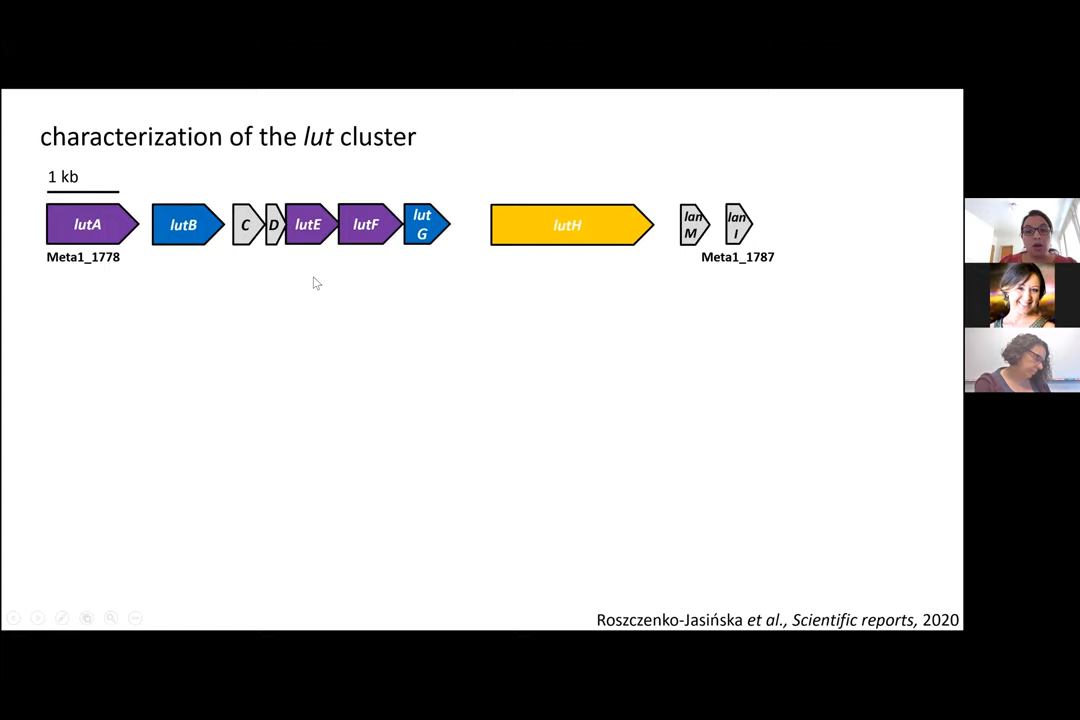 characterization of the lut cluster
1 kb
lutA lutB C D lutE lutF lut G lutH lan M lan I
Meta1_1778 Meta1_1787
Roszczenko-Jasińska et al., Scientific reports, 2020